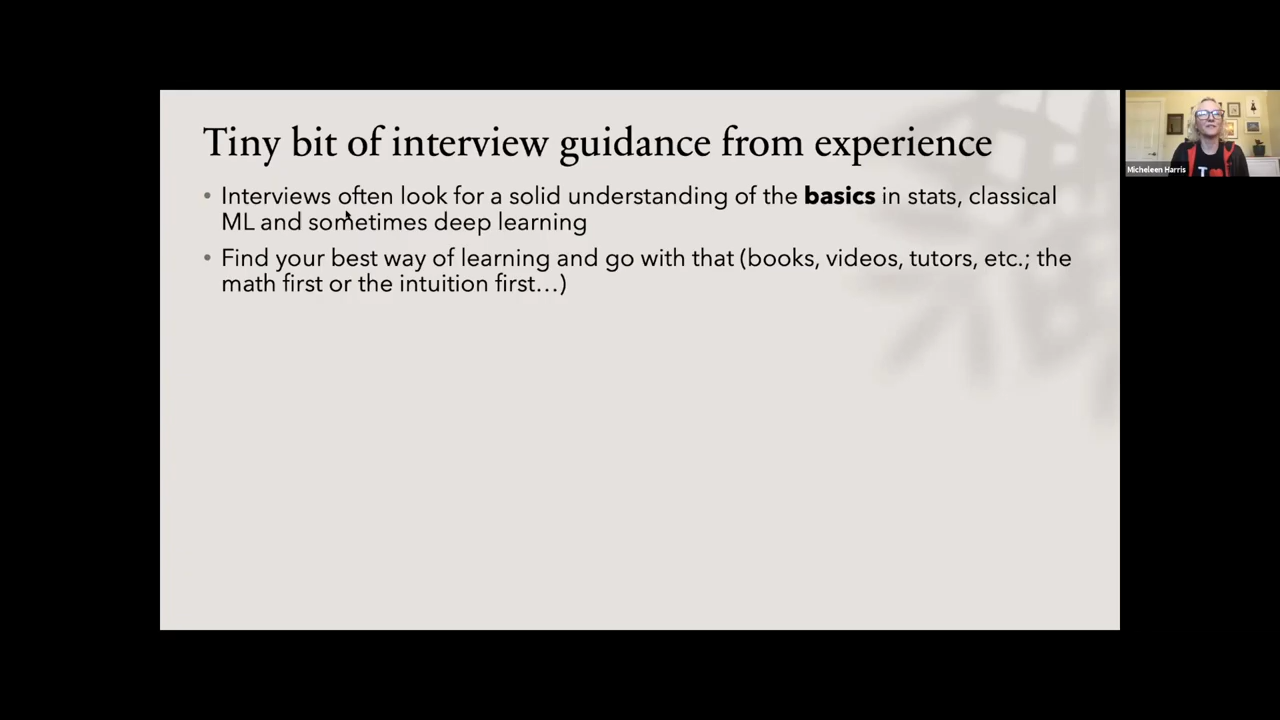 Tiny bit of interview guidance from experience
• Interviews often look for a solid understanding of the basics in stats, classical
ML and sometimes deep learning
• Find your best way of learning and go with that (books, videos, tutors, etc.; the
math first or the intuition first…)
Micheleen Harris